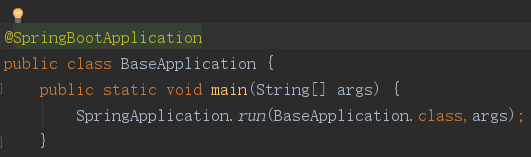 @SpringBootApplication
public class BaseApplication {
    public static void main(String[] args) {
        SpringApplication.run(BaseApplication.class,args);
    }